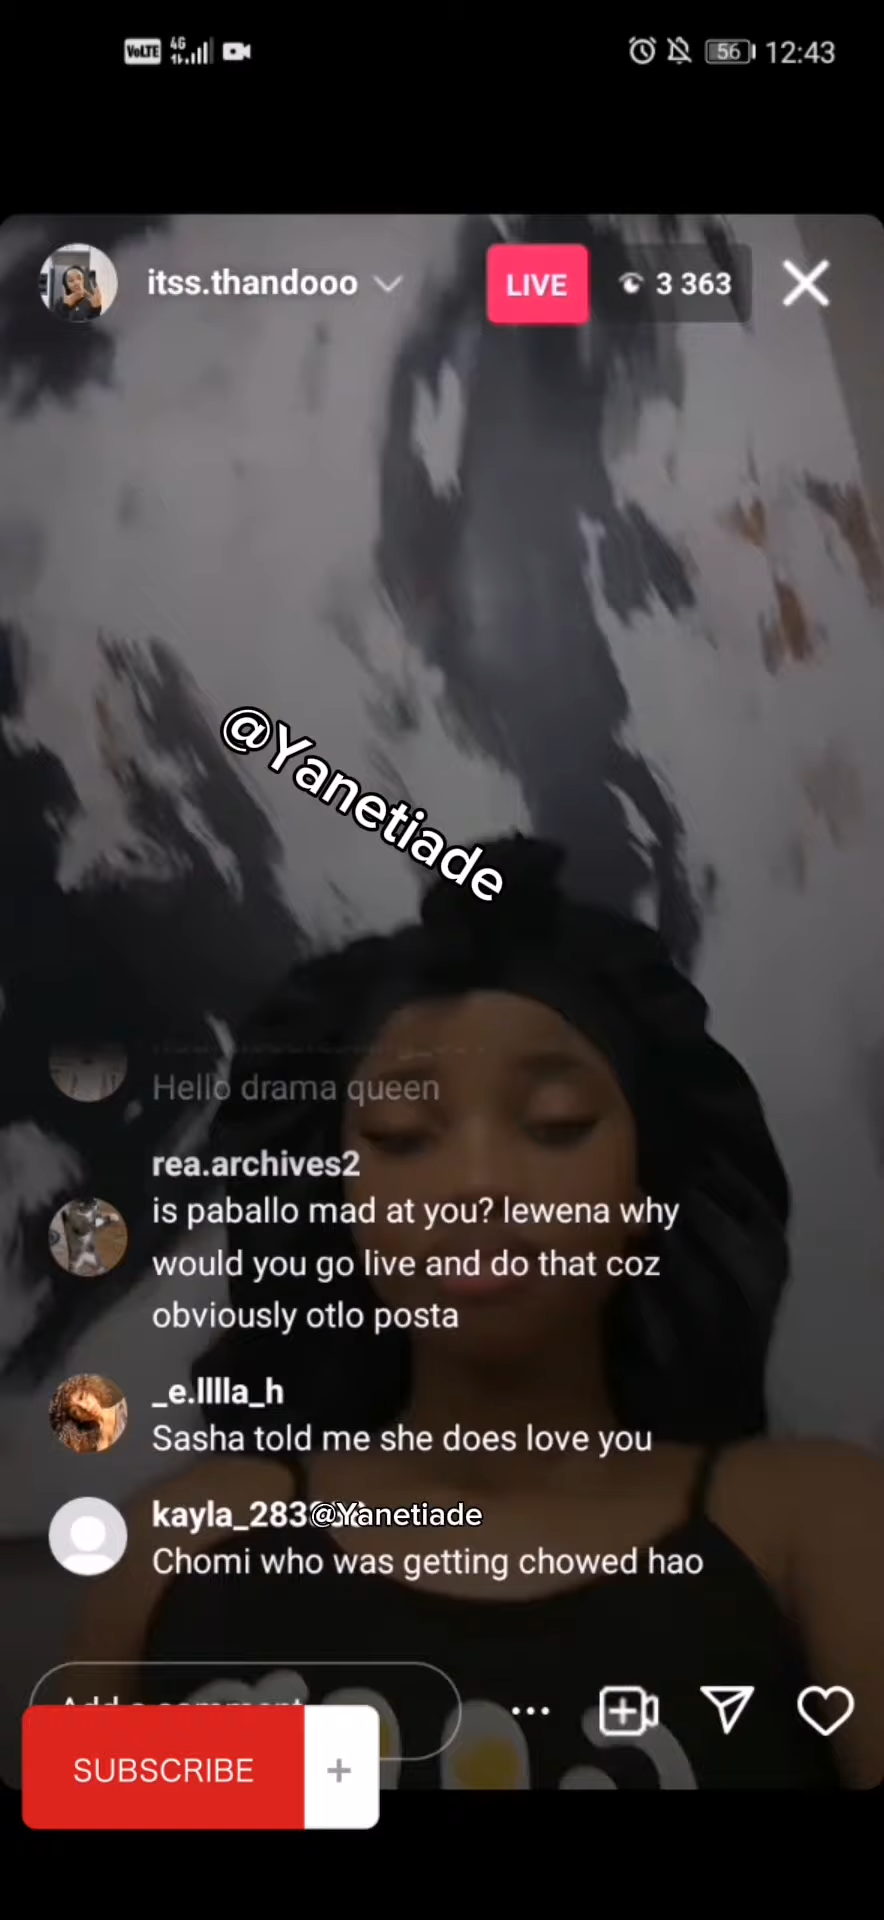 VoLTE 4G 56 12:43
itss.thandooo LIVE 3 363
@Yanetiade
Hello drama queen
rea.archives2
is paballo mad at you? lewena why
would you go live and do that coz
obviously otlo posta
_e.lllla_h
Sasha told me she does love you
kayla_283 @Yanetiade
Chomi who was getting chowed hao
Add a comment
SUBSCRIBE +